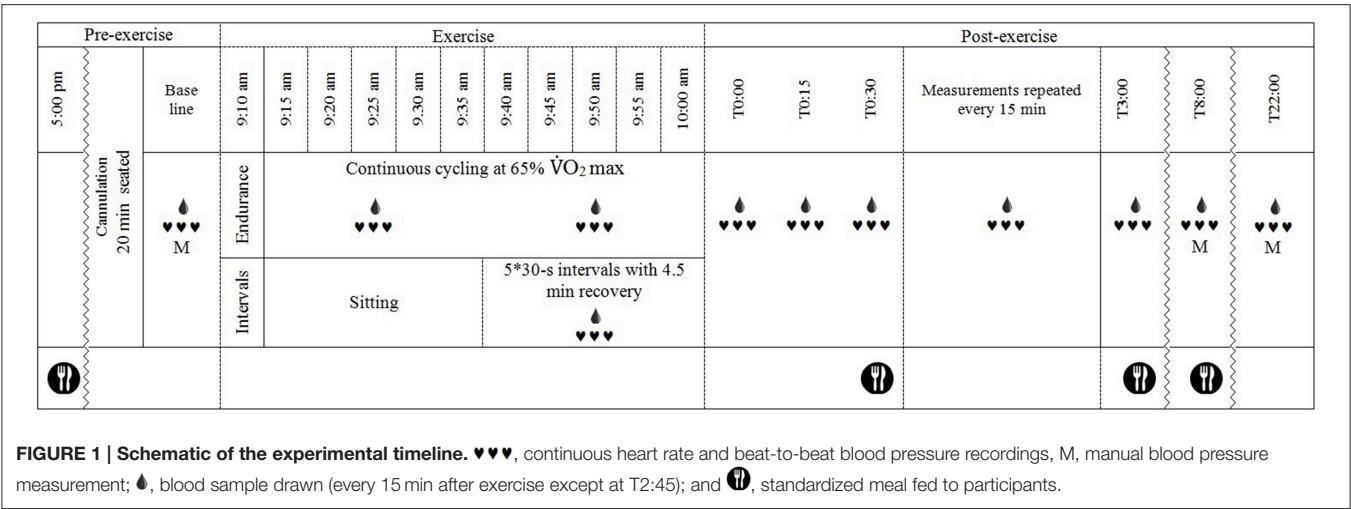 Pre-exercise
Exercise
Post-exercise
5:00 pm
Base
line
9:10 am
9:15 am
9:20 am
9:25 am
9:30 am
9:35 am
9:40 am
9:45 am
9:50 am
9:55 am
10:00 am
T0:00
T0:15
T0:30
Measurements repeated
every 15 min
T3:00
T8:00
T22:00
Cannulation
20 min seated
♥♥♥
M
Endurance
Continuous cycling at 65% V̇O₂ max
♥♥♥
♥♥♥
♥♥♥
♥♥♥
♥♥♥
♥♥♥
♥♥♥
♥♥♥
M
♥♥♥
M
Intervals
Sitting
5*30-s intervals with 4.5
min recovery
♥♥♥
FIGURE 1 | Schematic of the experimental timeline. ♥♥♥, continuous heart rate and beat-to-beat blood pressure recordings, M, manual blood pressure
measurement; , blood sample drawn (every 15 min after exercise except at T2:45); and , standardized meal fed to participants.